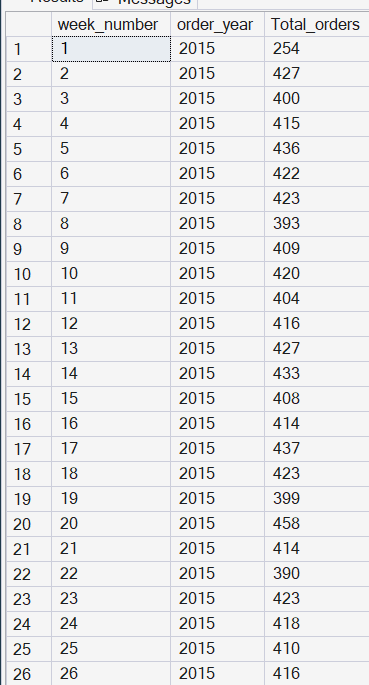 Results Messages
week_number order_year Total_orders
1 1 2015 254
2 2 2015 427
3 3 2015 400
4 4 2015 415
5 5 2015 436
6 6 2015 422
7 7 2015 423
8 8 2015 393
9 9 2015 409
10 10 2015 420
11 11 2015 404
12 12 2015 416
13 13 2015 427
14 14 2015 433
15 15 2015 408
16 16 2015 414
17 17 2015 437
18 18 2015 423
19 19 2015 399
20 20 2015 458
21 21 2015 414
22 22 2015 390
23 23 2015 423
24 24 2015 418
25 25 2015 410
26 26 2015 416